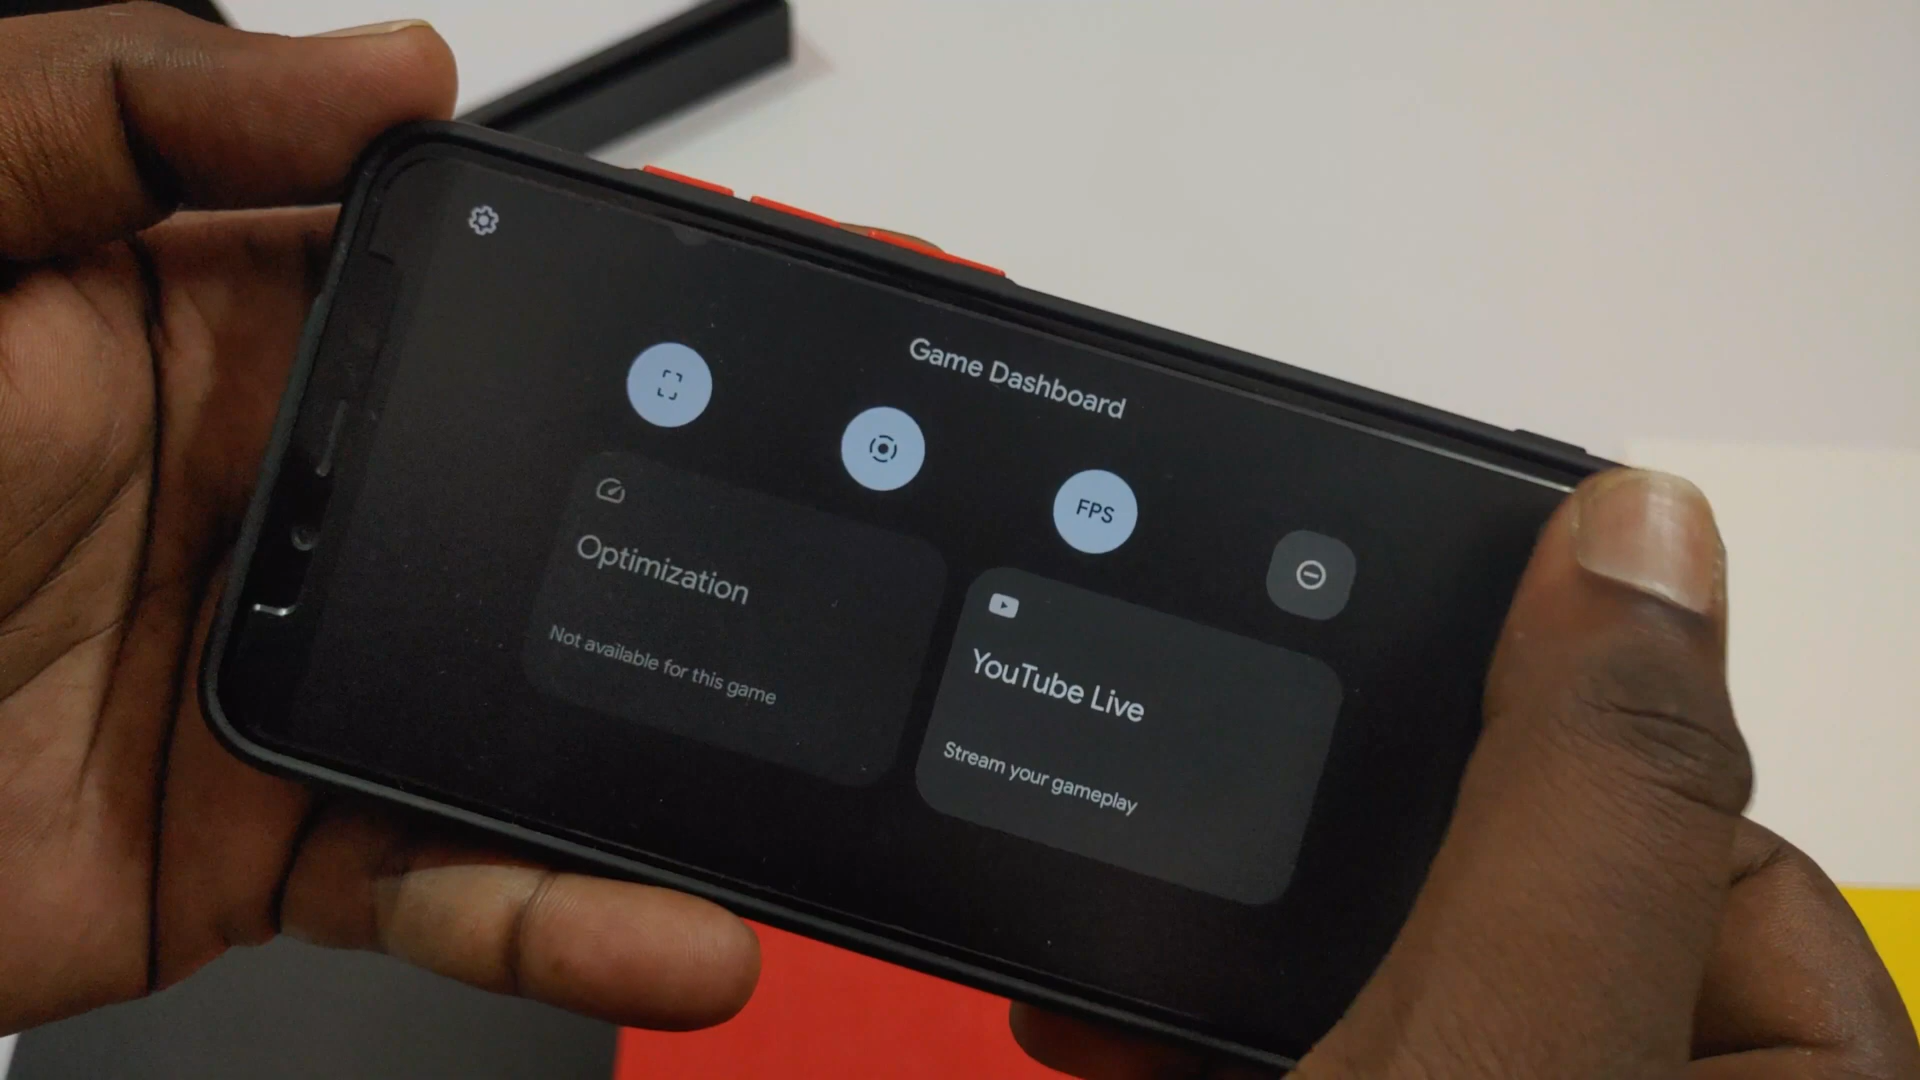 Game Dashboard
FPS
Optimization
Not available for this game
YouTube Live
Stream your gameplay